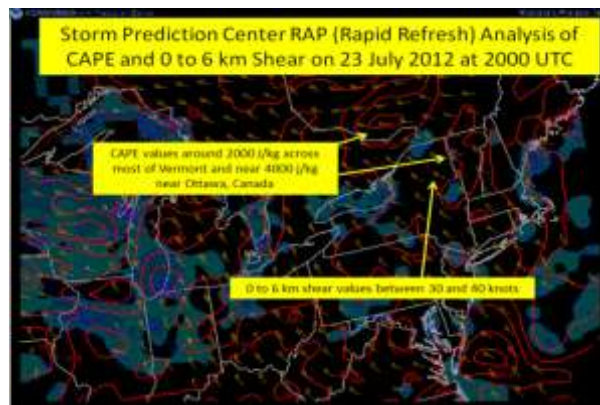 Storm Prediction Center RAP (Rapid Refresh) Analysis of
CAPE and 0 to 6 km Shear on 23 July 2012 at 2000 UTC
CAPE values around 2000 J/kg across
most of Vermont and near 4000 J/kg
near Ottawa, Canada
0 to 6 km shear values between 30 and 40 knots